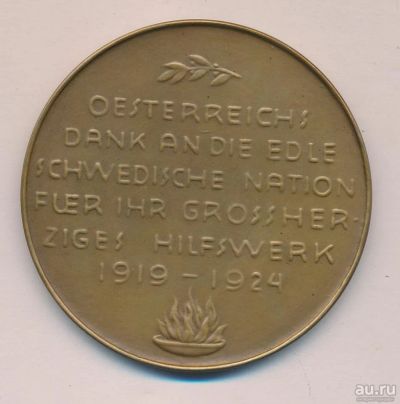 OESTERREICHS
DANK AN DIE EDLE
SCHWEDISCHE NATION
FUER IHR GROSSHER-
ZIGES HILFSWERK
1919 - 1924
au.ru